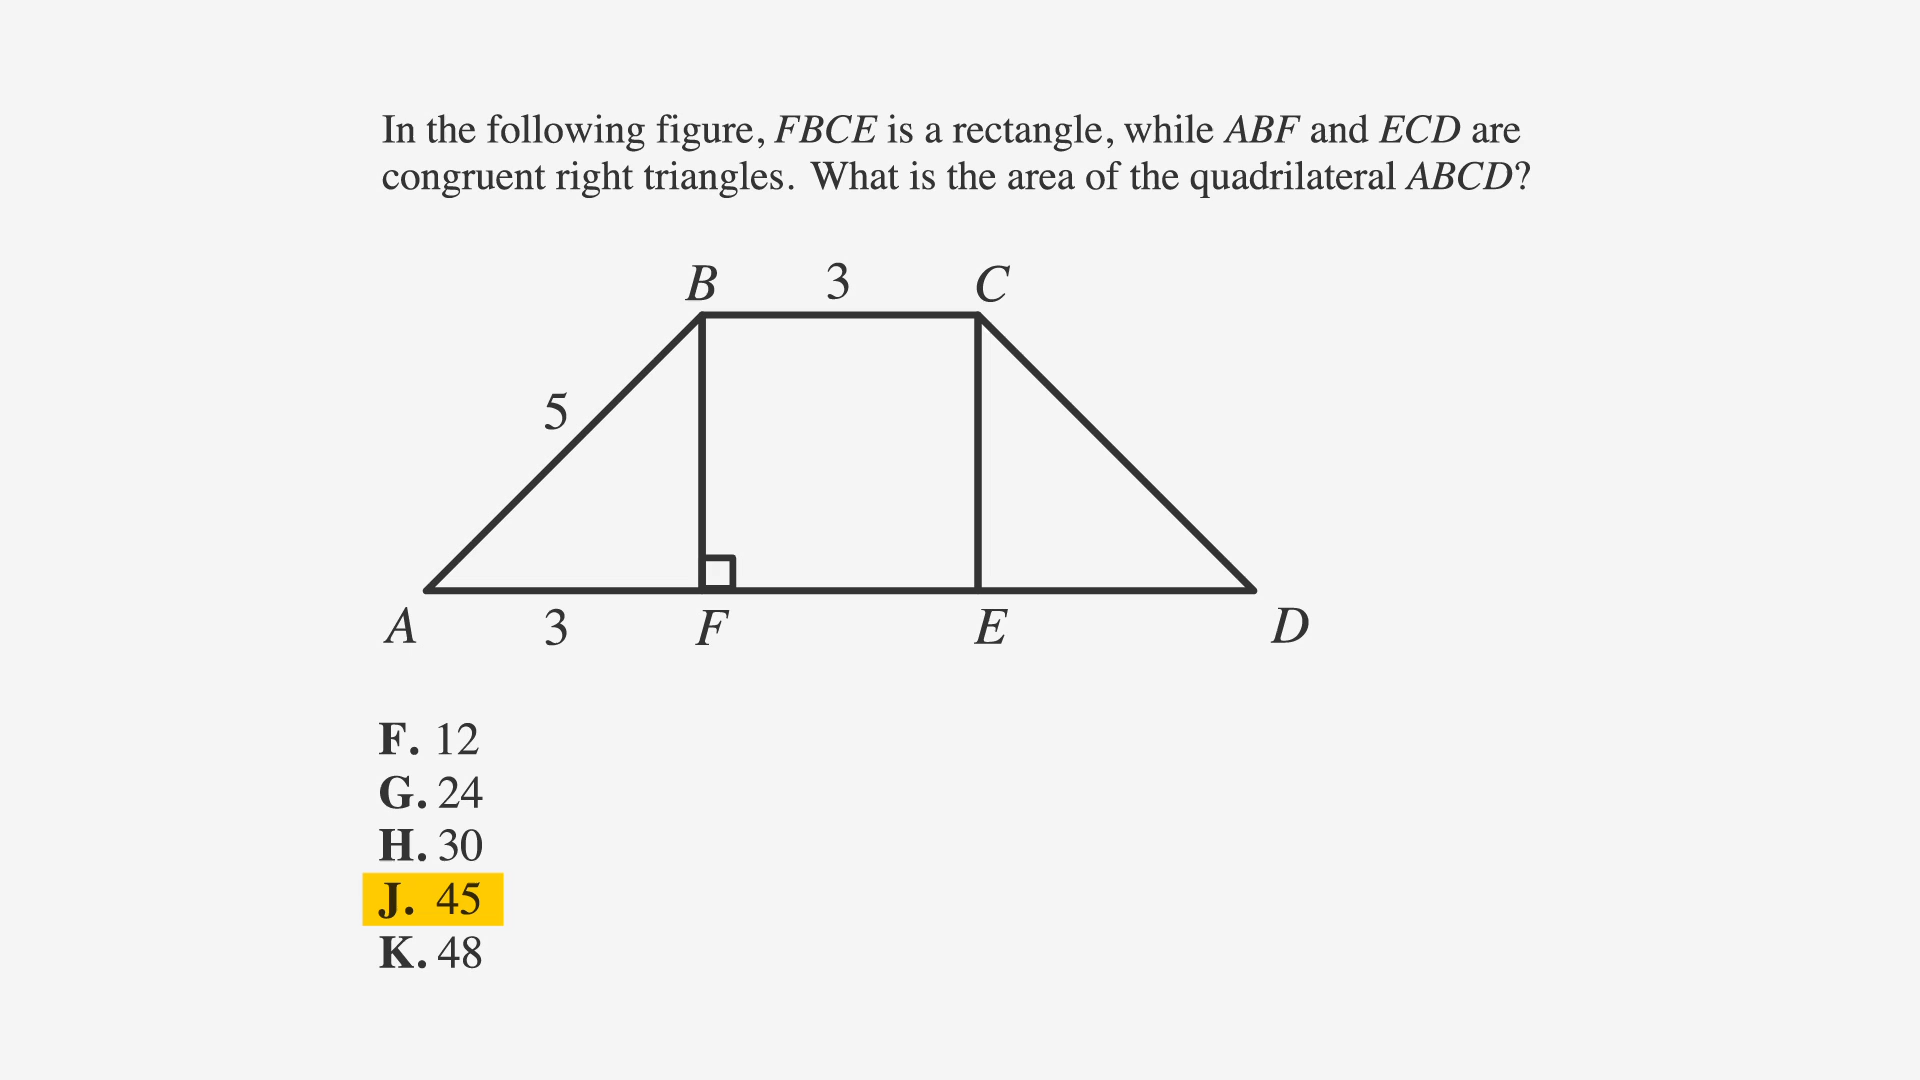 In the following figure, FBCE is a rectangle, while ABF and ECD are
congruent right triangles. What is the area of the quadrilateral ABCD?
B 3 C
5
A 3 F E D
F. 12
G. 24
H. 30
J. 45
K. 48